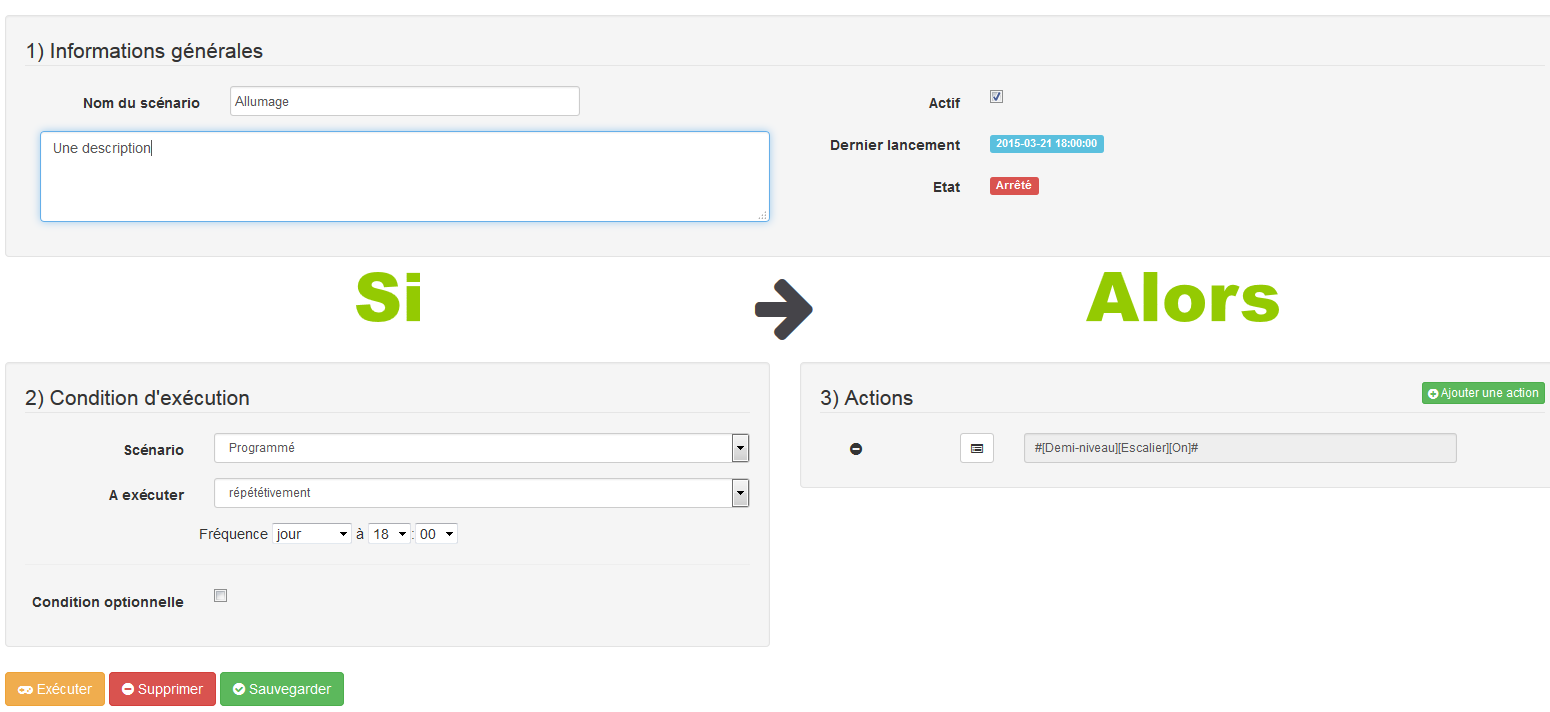 1) Informations générales
Nom du scénario Allumage
Actif
Une description
Dernier lancement 2015-03-21 18:00:00
Etat Arrêté
Si Alors
2) Condition d'exécution
Scénario Programmé
A exécuter répététivement
Fréquence jour à 18 : 00
Condition optionnelle
3) Actions
Ajouter une action
#[Demi-niveau][Escalier][On]#
Exécuter Supprimer Sauvegarder